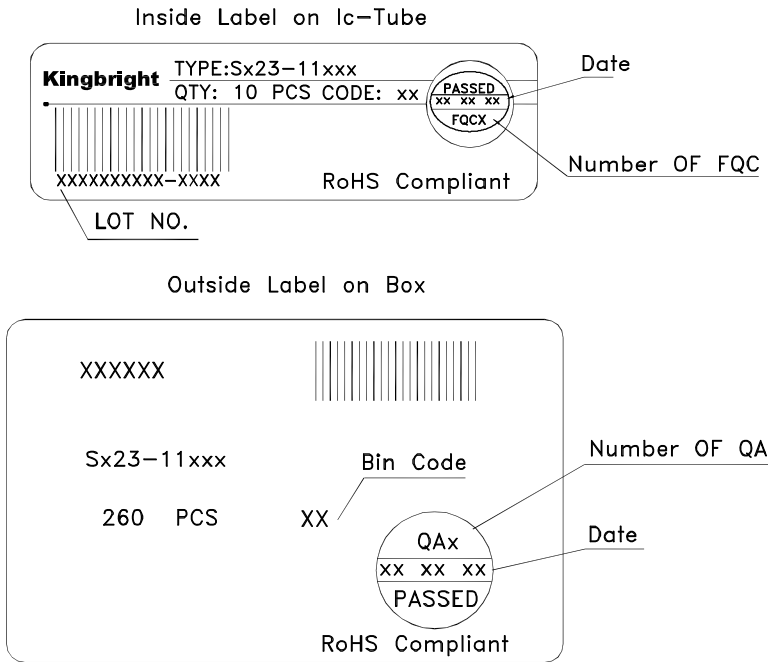 Inside Label on Ic-Tube
Kingbright
TYPE:Sx23-11xxx
QTY: 10 PCS CODE: xx
PASSED
xx xx xx
FQCX
Date
Number OF FQC
XXXXXXXXXX-XXXX
RoHS Compliant
LOT NO.
Outside Label on Box
XXXXXX
Sx23-11xxx
Bin Code
Number OF QA
260 PCS
XX
QAx
Date
xx xx xx
PASSED
RoHS Compliant